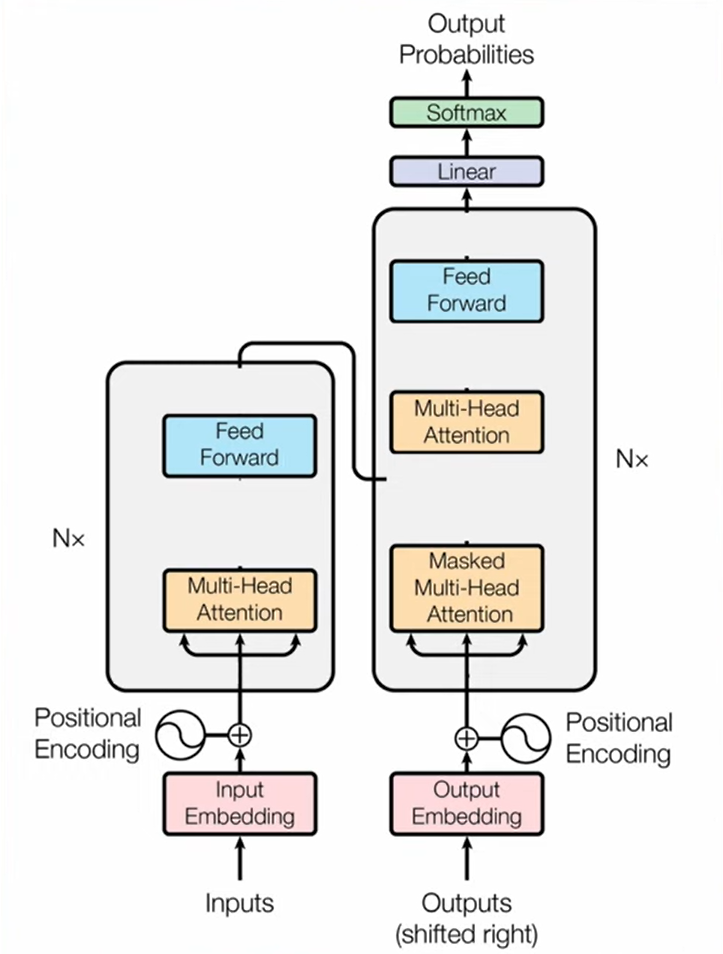 Output
Probabilities
Softmax
Linear
Feed
Forward
Multi-Head
Attention
Nx
Masked
Multi-Head
Attention
Feed
Forward
Nx
Multi-Head
Attention
Positional
Encoding
Positional
Encoding
Input
Embedding
Output
Embedding
Inputs
Outputs
(shifted right)